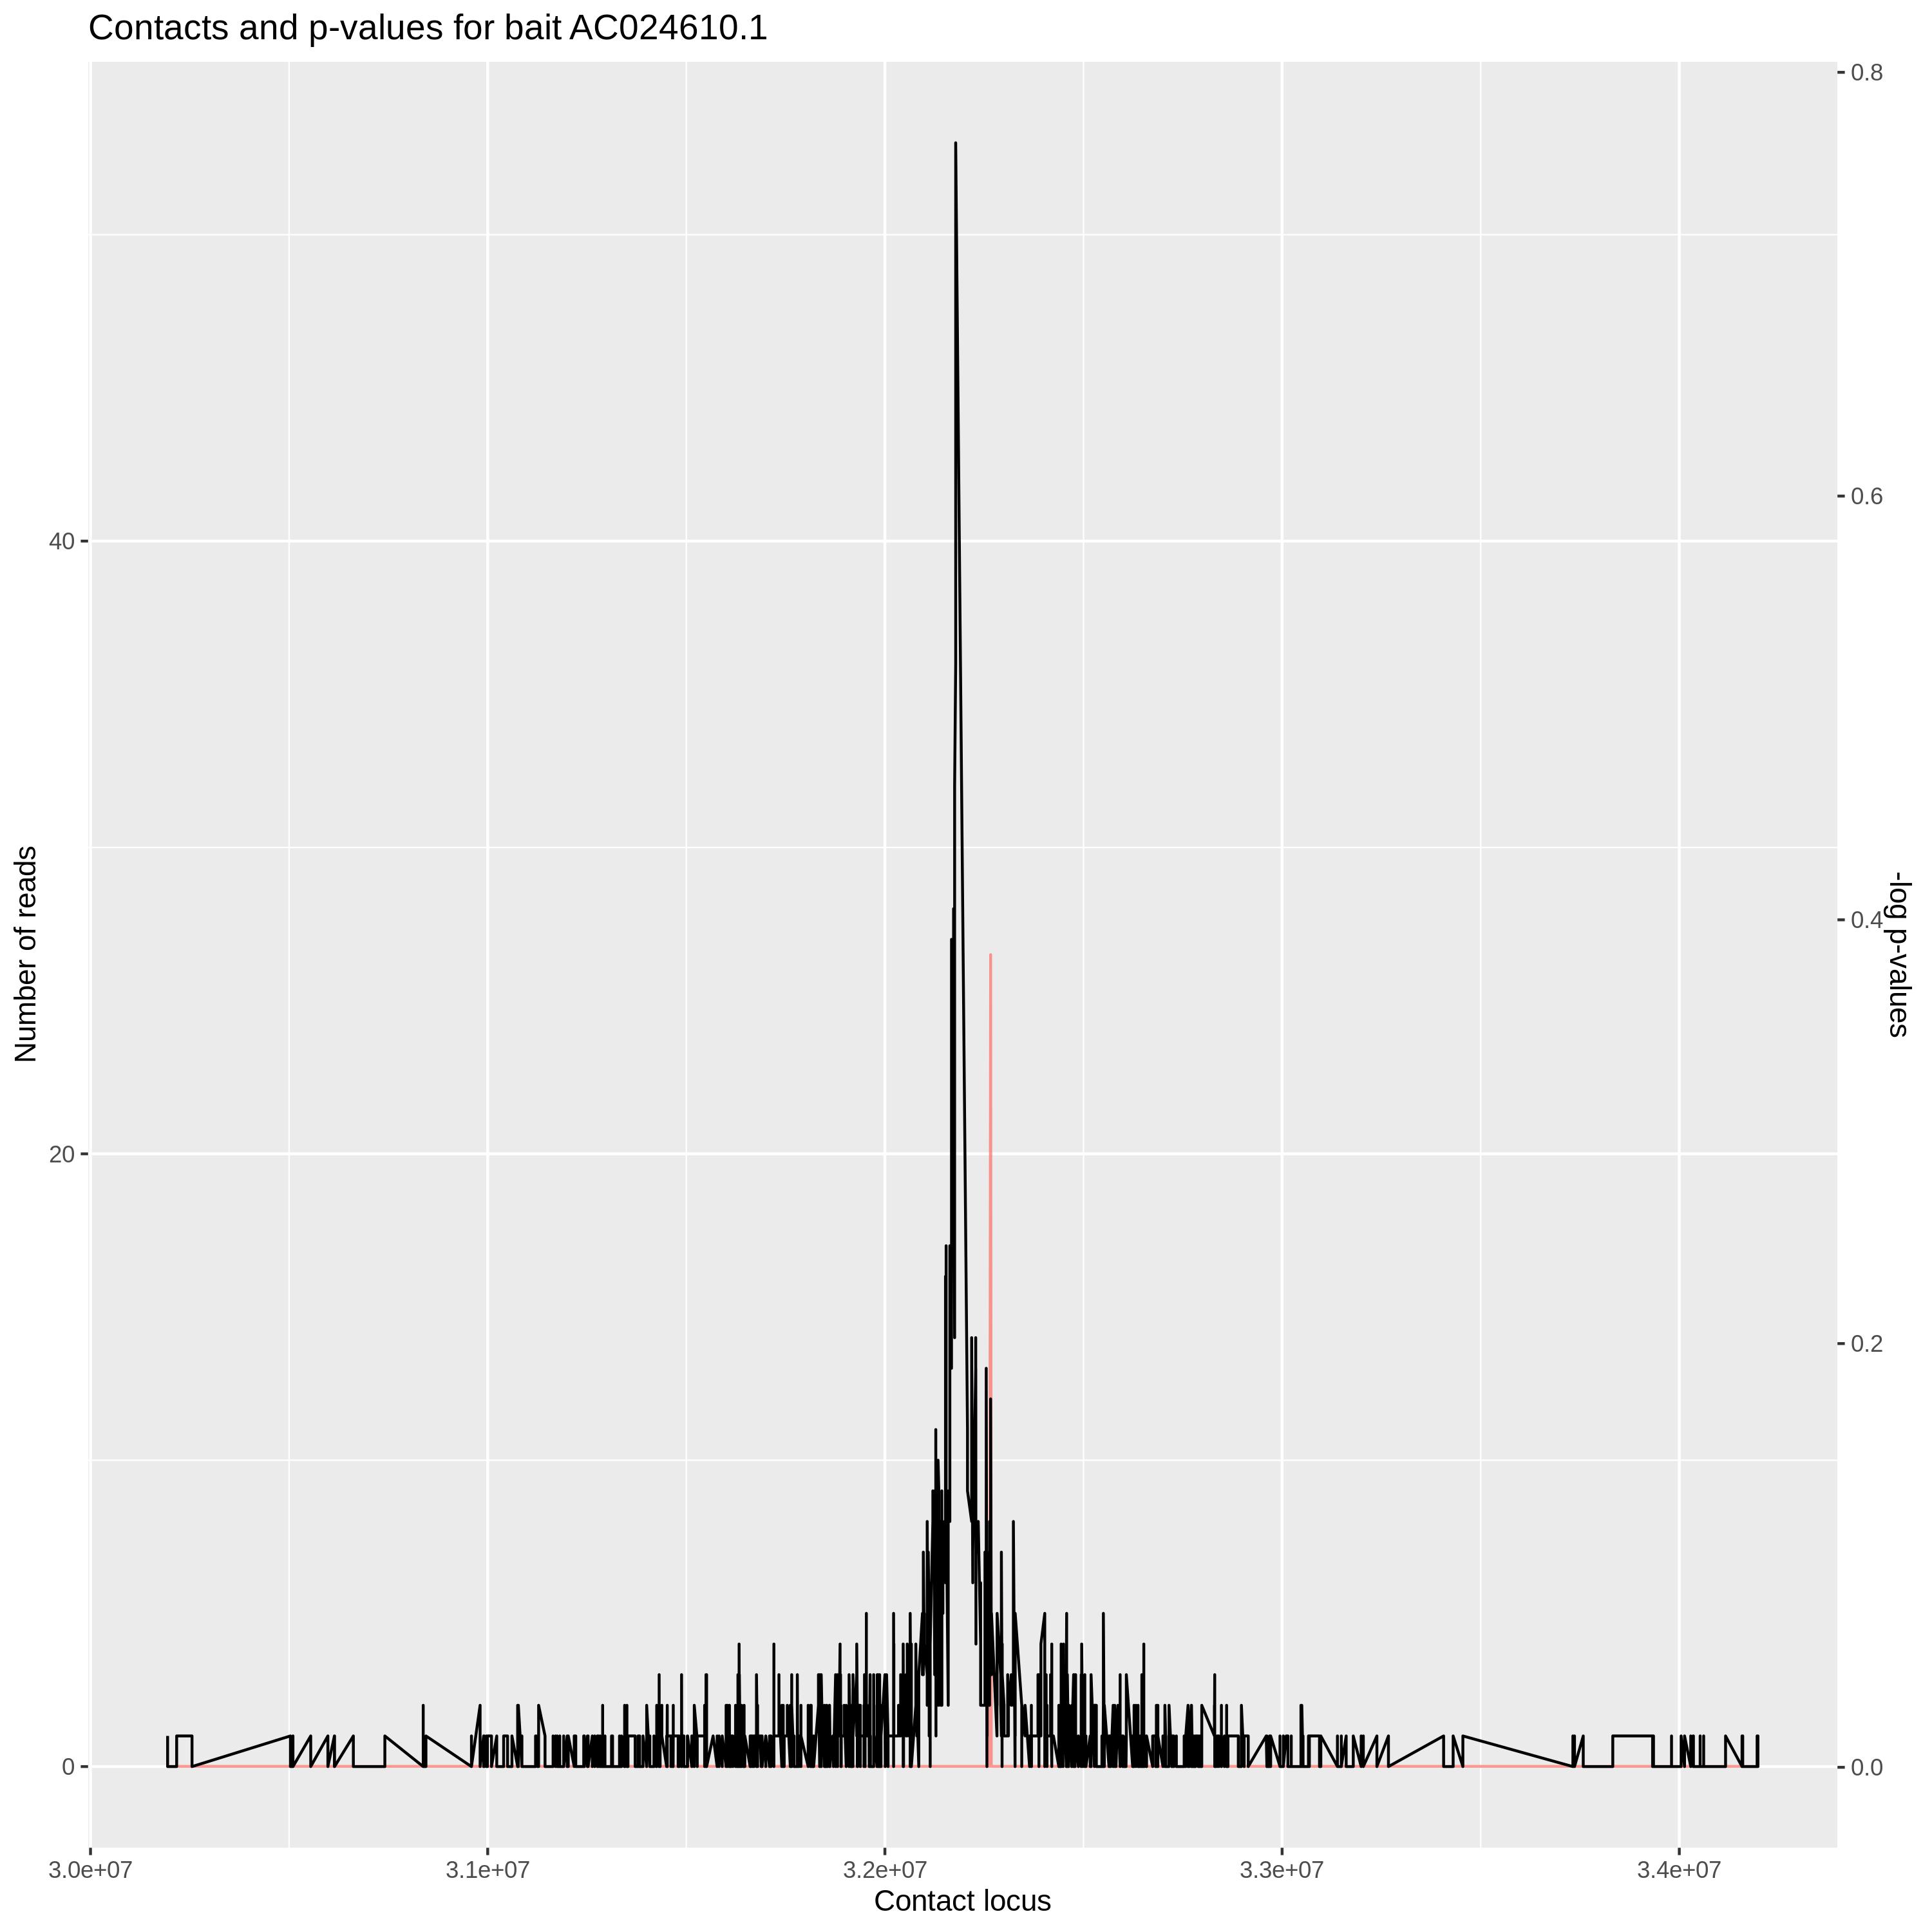 Contacts and p-values for bait AC024610.1
0.8
0.6
40
0.4
-log p-values
Number of reads
20
0.2
0
0.0
3.0e+07 3.1e+07 3.2e+07 3.3e+07 3.4e+07
Contact locus